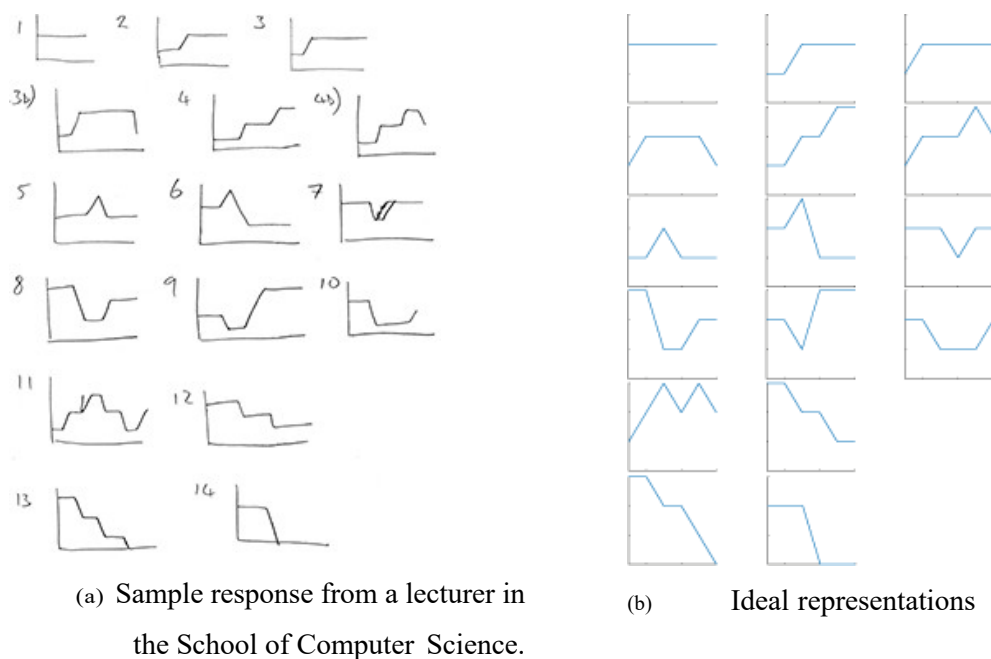 1 2 3
3b) 4 4b)
5 6 7
8 9 10
11 12
13 14
(a) Sample response from a lecturer in
the School of Computer Science.
(b) Ideal representations